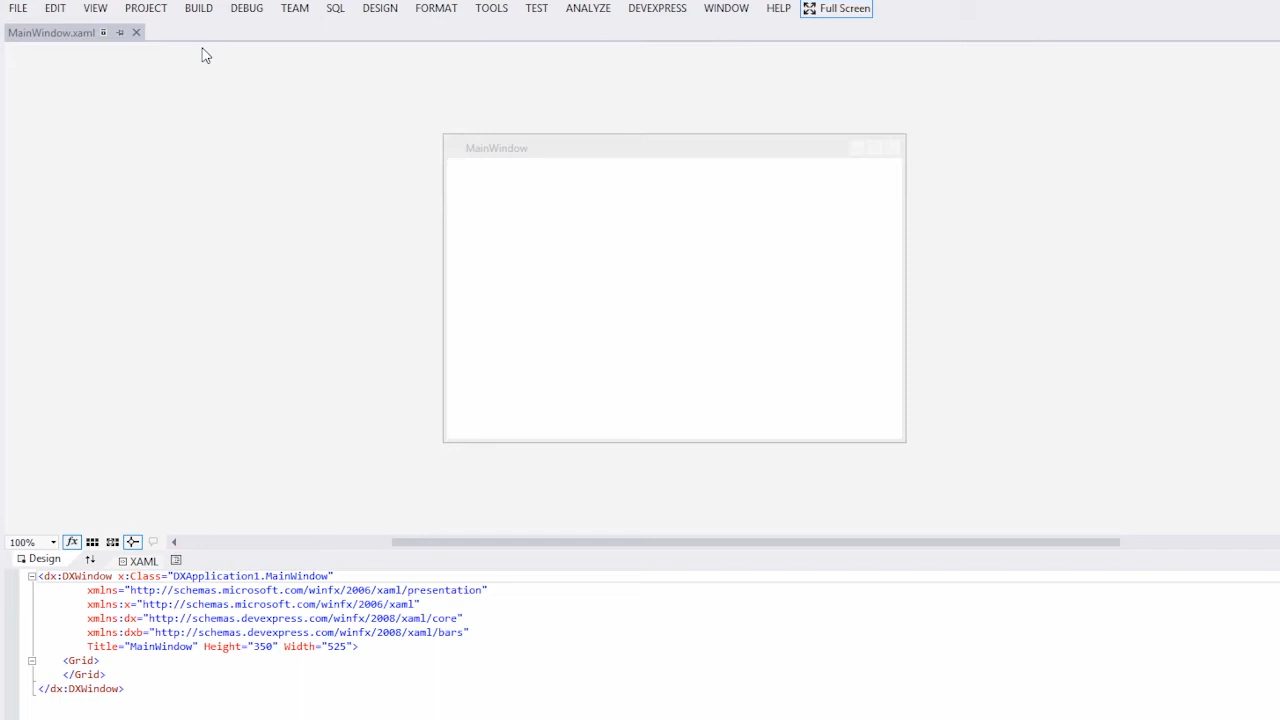 FILE EDIT VIEW PROJECT BUILD DEBUG TEAM SQL DESIGN FORMAT TOOLS TEST ANALYZE DEVEXPRESS WINDOW HELP Full Screen
MainWindow.xaml
MainWindow
100% fx
Design XAML
<dx:DXWindow x:Class="DXApplication1.MainWindow"
xmlns="http://schemas.microsoft.com/winfx/2006/xaml/presentation"
xmlns:x="http://schemas.microsoft.com/winfx/2006/xaml"
xmlns:dx="http://schemas.devexpress.com/winfx/2008/xaml/core"
xmlns:dxb="http://schemas.devexpress.com/winfx/2008/xaml/bars"
Title="MainWindow" Height="350" Width="525">
<Grid>
</Grid>
</dx:DXWindow>